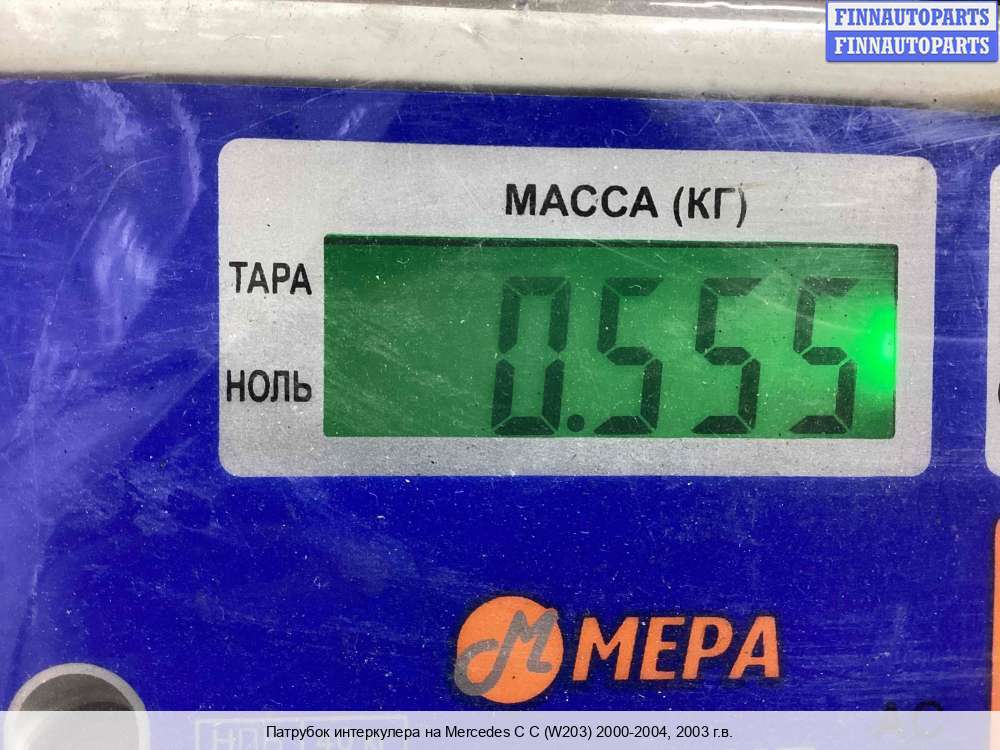 FINNAUTOPARTS
FINNAUTOPARTS
МАССА (КГ)
ТАРА
0.555
НОЛЬ
МЕРА
Патрубок интеркулера на Mercedes C C (W203) 2000-2004, 2003 г.в.